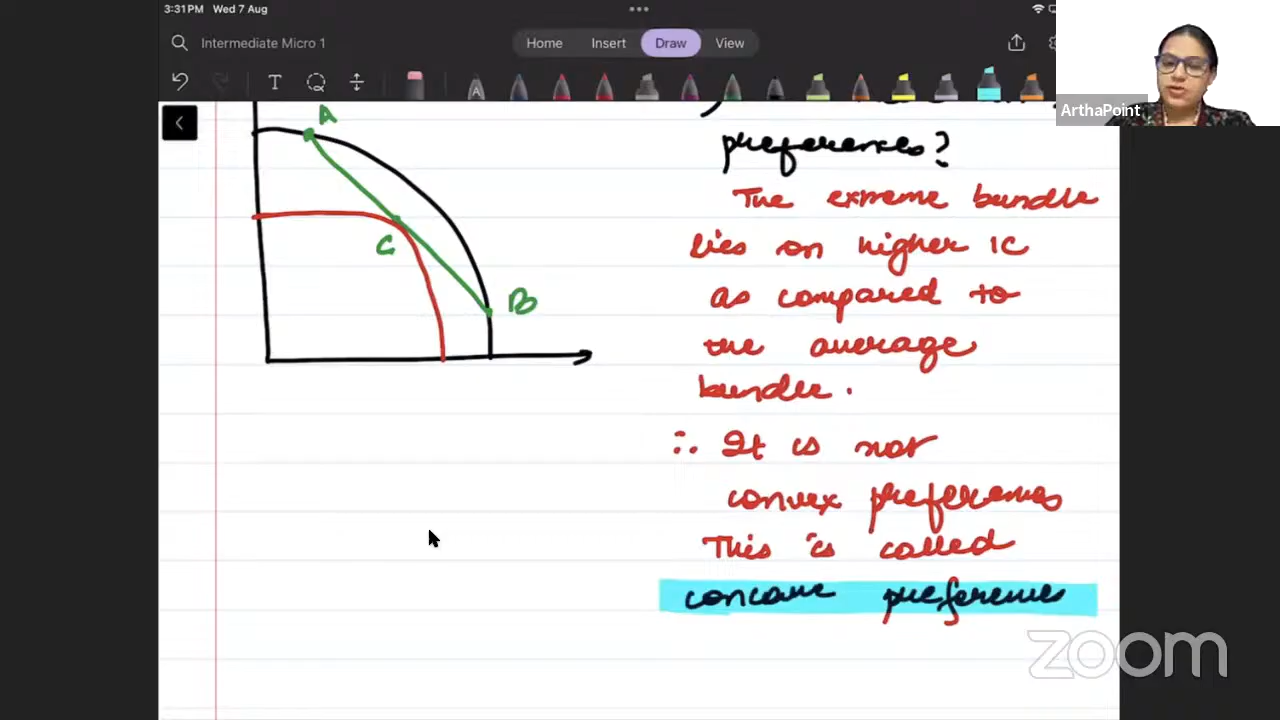 3:31 PM Wed 7 Aug
Intermediate Micro 1
Home Insert Draw View
ArthaPoint
A
C
B
preferences?
The extreme bundle
lies on higher IC
as compared to
the average
bundle.
∴ It is not
convex preferences
This is called
concave preferences
zoom